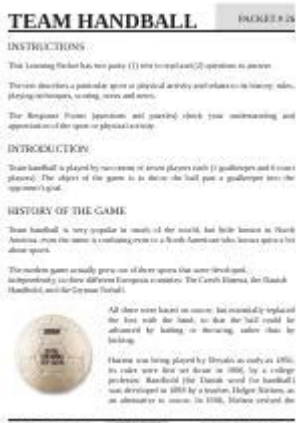 TEAM HANDBALL
PACKET # 26
INSTRUCTIONS
This Learning Packet has two parts: (1) text to read and (2) questions to answer.
The text describes a particular sport or physical activity and relates to its history, rules,
playing techniques, scoring, notes and news.
The Response Forms (questions and puzzles) check your understanding and
appreciation of the sport or physical activity.
INTRODUCTION
Team handball is played by two teams of seven players each (1 goalkeeper and 6 court
players). The object of the game is to throw the ball past a goalkeeper into the
opponent's goal.
HISTORY OF THE GAME
Team handball is very popular in much of the world, but little known in North
America. even the name is confusing even to a North American who knows quite a lot
about sports.
The modern game actually grew out of three sports that were developed,
independently, in three different European countries: The Czech Hazena, the Danish
Handbold, and the German Torball.
All three were based on soccer, but essentially replaced
the foot with the hand, so that the ball could be
advanced by batting or throwing, rather than by
kicking.
Hazena was being played by Slovaks as early as 1892.
Its rules were first set down in 1906, by a college
professor. Handbold (the Danish word for handball)
was developed in 1898 by a teacher, Holger Nielsen, as
an alternative to soccer. In 1906, Nielsen revised the